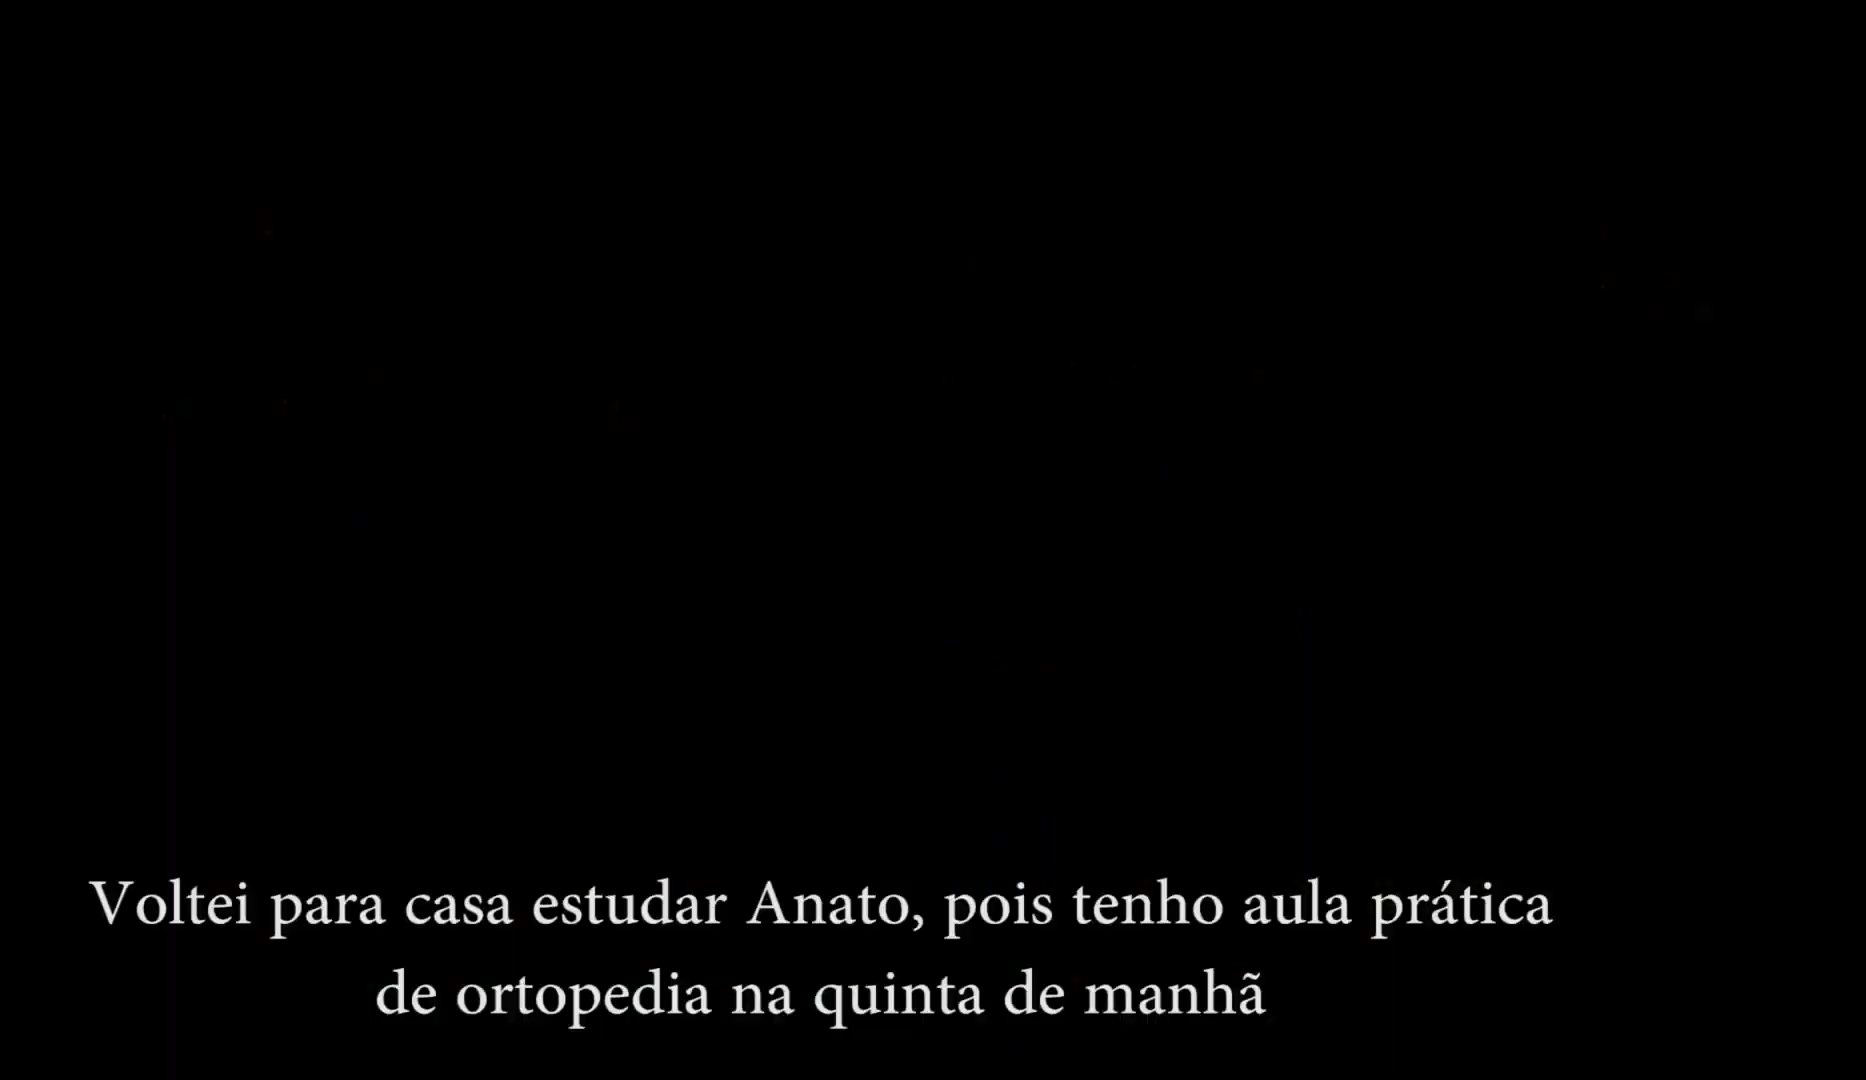 Voltei para casa estudar Anato, pois tenho aula prática
de ortopedia na quinta de manhã